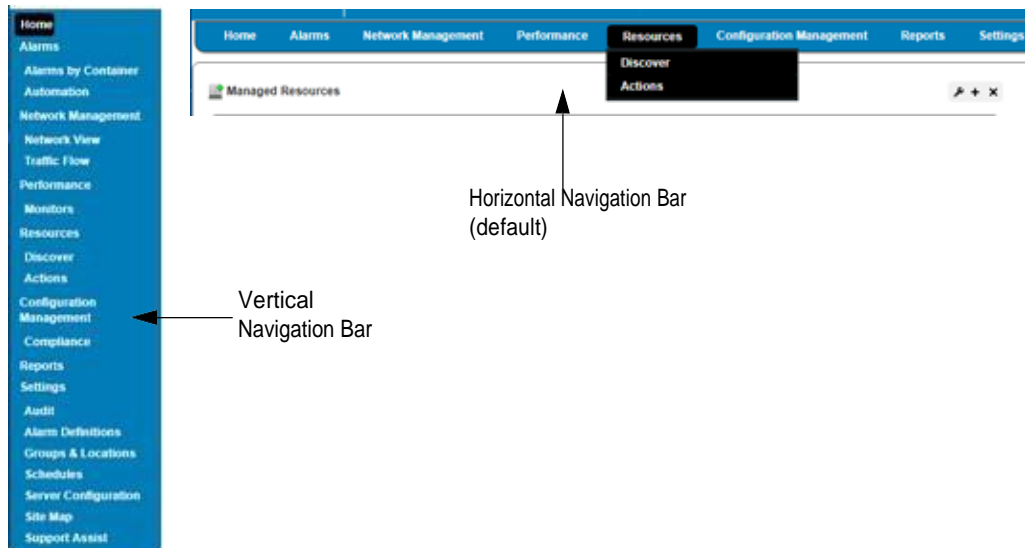 Home
Alarms
Alarms by Container
Automation
Network Management
Network View
Traffic Flow
Performance
Monitors
Resources
Discover
Actions
Configuration
Management
Compliance
Reports
Settings
Audit
Alarm Definitions
Groups & Locations
Schedules
Server Configuration
Site Map
Support Assist
Home Alarms Network Management Performance Resources Configuration Management Reports Settings
Discover
Actions
Managed Resources
Horizontal Navigation Bar
(default)
Vertical
Navigation Bar